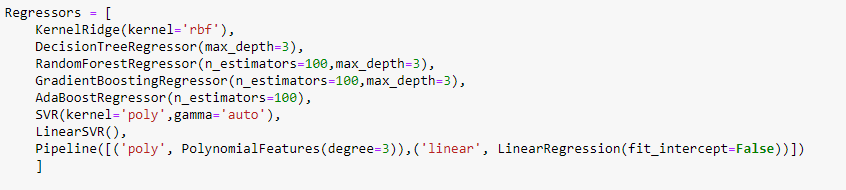 Regressors = [
    KernelRidge(kernel='rbf'),
    DecisionTreeRegressor(max_depth=3),
    RandomForestRegressor(n_estimators=100,max_depth=3),
    GradientBoostingRegressor(n_estimators=100,max_depth=3),
    AdaBoostRegressor(n_estimators=100),
    SVR(kernel='poly',gamma='auto'),
    LinearSVR(),
    Pipeline([('poly', PolynomialFeatures(degree=3)),('linear', LinearRegression(fit_intercept=False))])
    ]